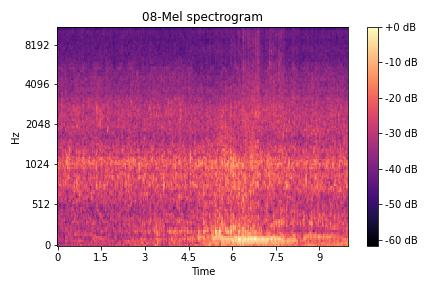 08-Mel spectrogram
+0 dB
8192
-10 dB
4096
-20 dB
2048
-30 dB
Hz
1024
-40 dB
512
-50 dB
0
-60 dB
0 1.5 3 4.5 6 7.5 9
Time